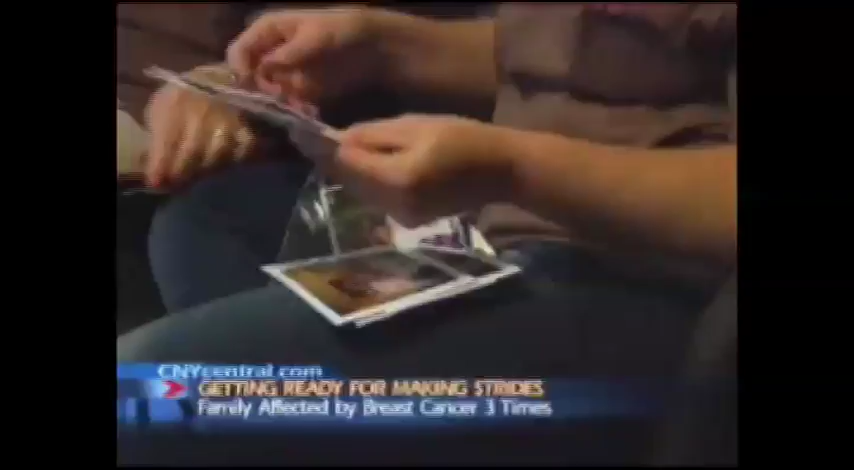 CNYcentral.com
GETTING READY FOR MAKING STRIDES
Family Affected by Breast Cancer 3 Times